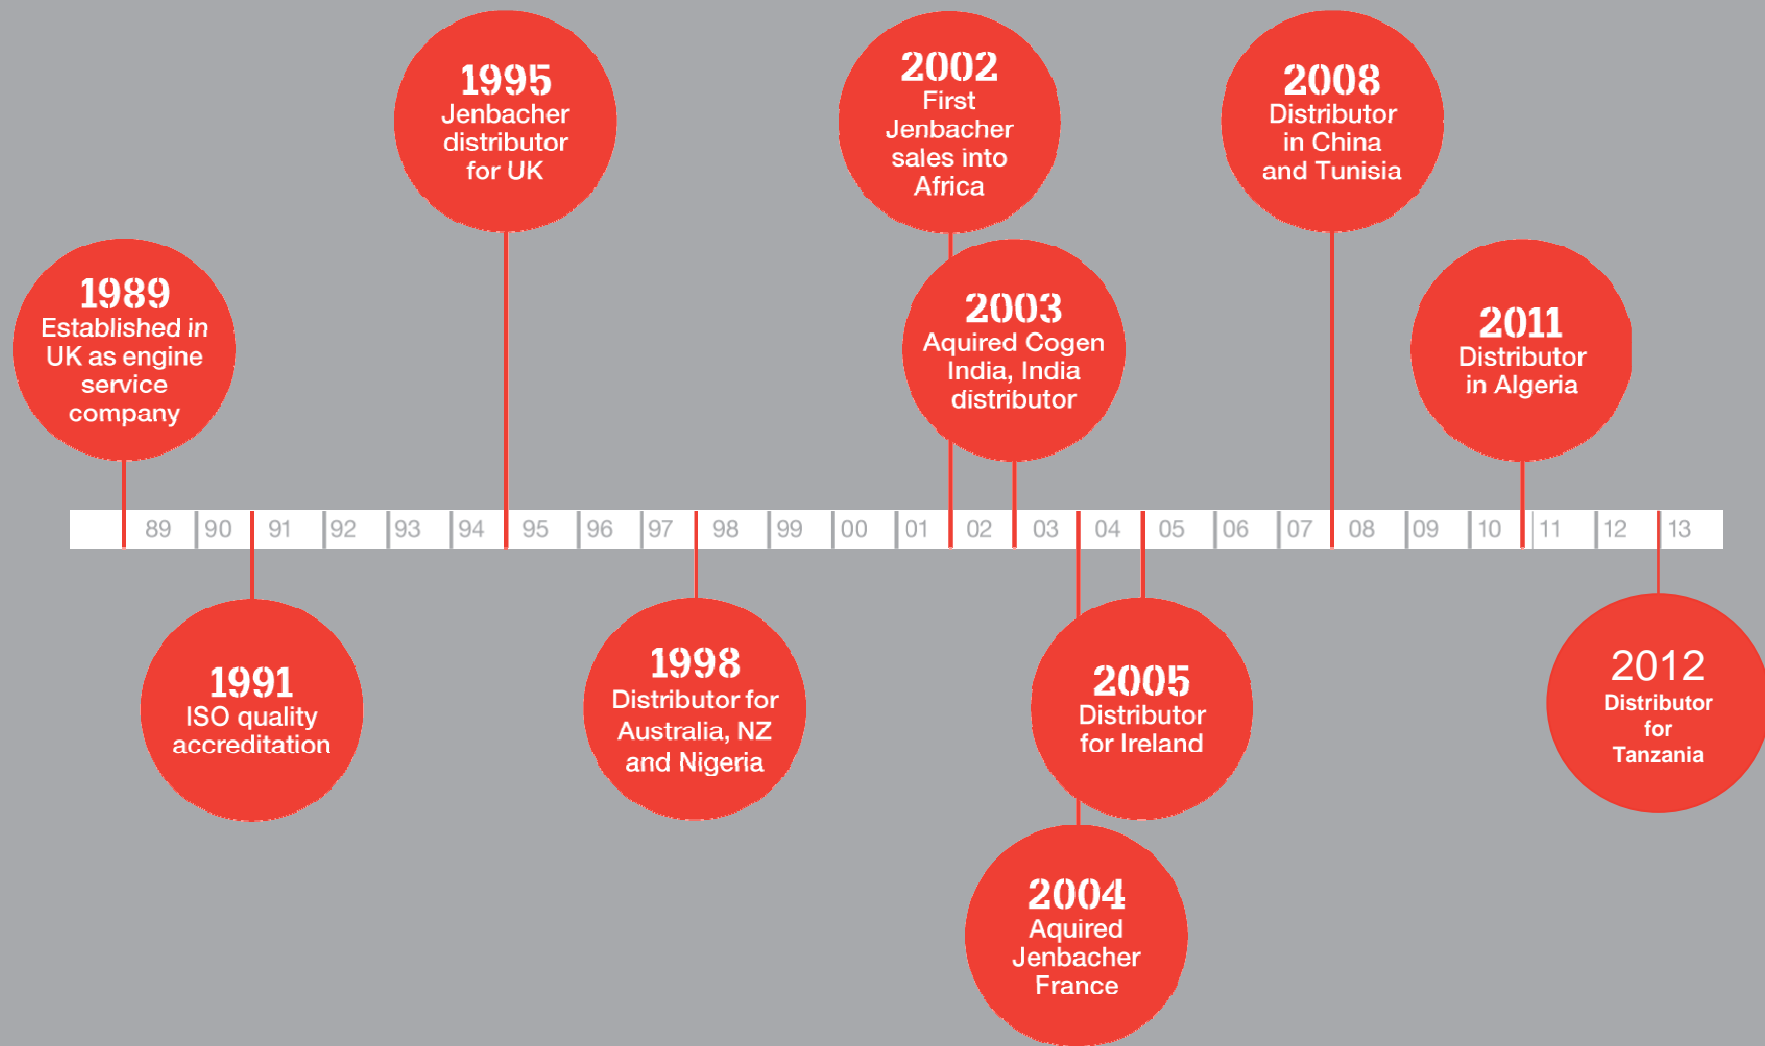 1995
Jenbacher
distributor
for UK
2002
First
Jenbacher
sales into
Africa
2008
Distributor
in China
and Tunisia
1989
Established in
UK as engine
service
company
2003
Aquired Cogen
India, India
distributor
2011
Distributor
in Algeria
89 90 91 92 93 94 95 96 97 98 99 00 01 02 03 04 05 06 07 08 09 10 11 12 13
1991
ISO quality
accreditation
1998
Distributor for
Australia, NZ
and Nigeria
2005
Distributor
for Ireland
2012
Distributor
for
Tanzania
2004
Aquired
Jenbacher
France